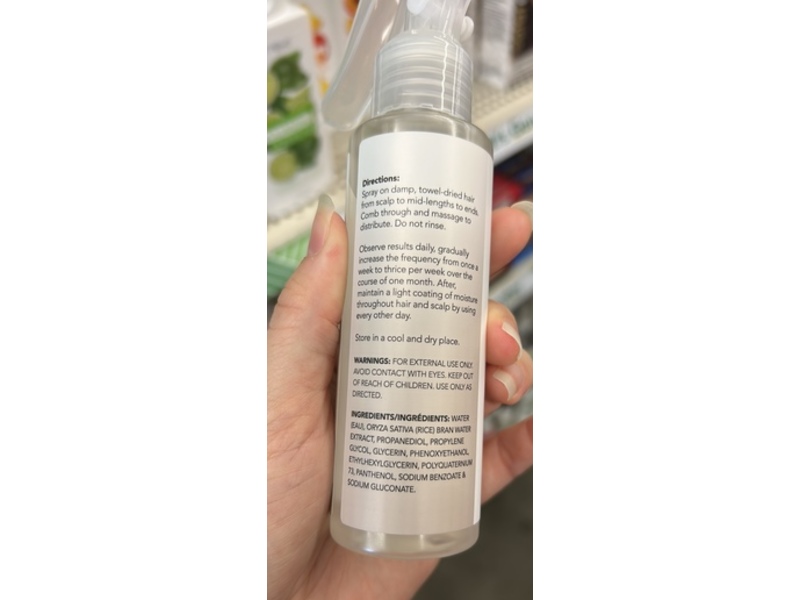 Directions:
Spray on damp, towel-dried hair
from scalp to mid-lengths to ends.
Comb through and massage to
distribute. Do not rinse.
Observe results daily, gradually
increase the frequency from once a
week to thrice per week over the
course of one month. After,
maintain a light coating of moisture
throughout hair and scalp by using
every other day.
Store in a cool and dry place.
WARNINGS: FOR EXTERNAL USE ONLY.
AVOID CONTACT WITH EYES. KEEP OUT
OF REACH OF CHILDREN. USE ONLY AS
DIRECTED.
INGREDIENTS/INGRÉDIENTS: WATER
(EAU), ORYZA SATIVA (RICE) BRAN WATER
EXTRACT, PROPANEDIOL, PROPYLENE
GLYCOL, GLYCERIN, PHENOXYETHANOL,
ETHYLHEXYLGLYCERIN, POLYQUATERNIUM
73, PANTHENOL, SODIUM BENZOATE &
SODIUM GLUCONATE.